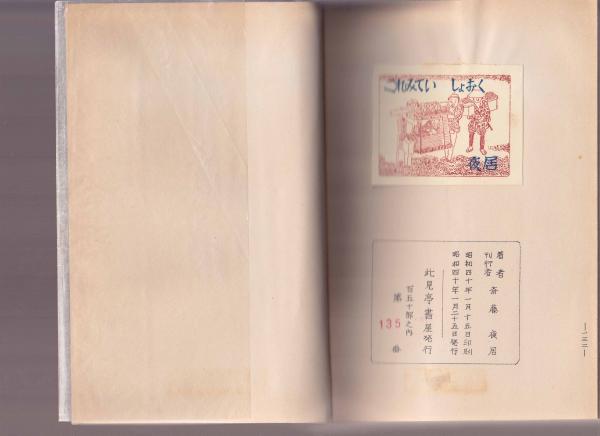 これみてい しょおく
夜居
著者
刊行者 斎藤夜居
昭和四十年一月十五日印刷
昭和四十年一月二十五日発行
此見亭書屋発行
百五十部之内
第 135 番
—一二二—